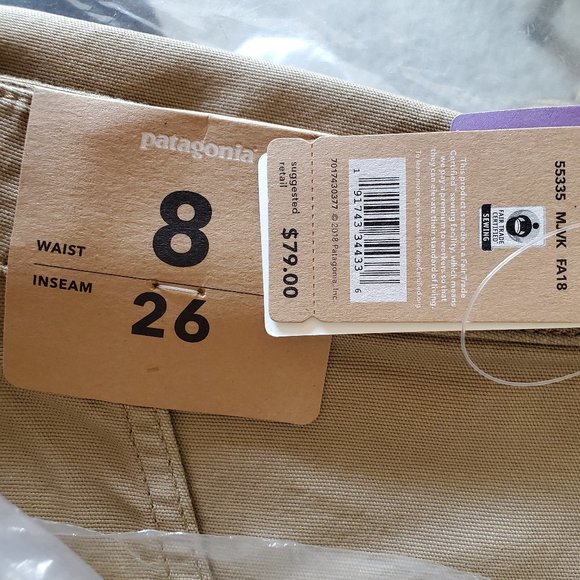 patagonia
WAIST 8
INSEAM 26
suggested
retail $79.00
7017430377 © 2018 Patagonia, Inc.
1 91743 34433 6
This product is made in a Fair Trade
Certified™ sewing facility, which means
we pay a premium to workers so that
they can elevate their standard of living.
FAIR TRADE
CERTIFIED
SEWING
55335 MJVK FA18